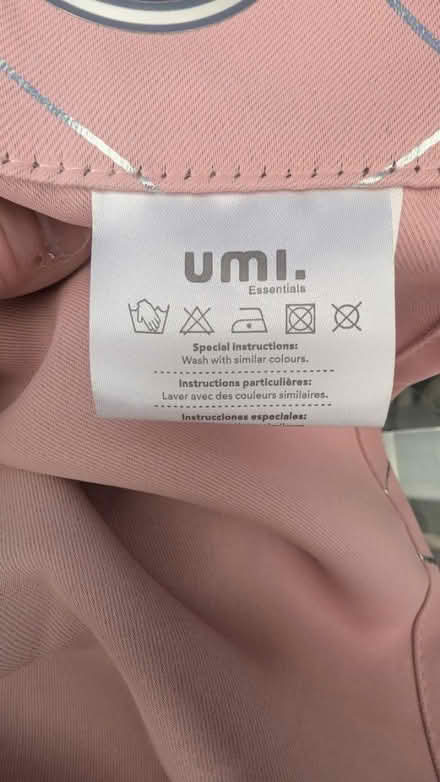 umi.
Essentials
Special instructions:
Wash with similar colours.
Instructions particulières:
Laver avec des couleurs similaires.
Instrucciones especiales: